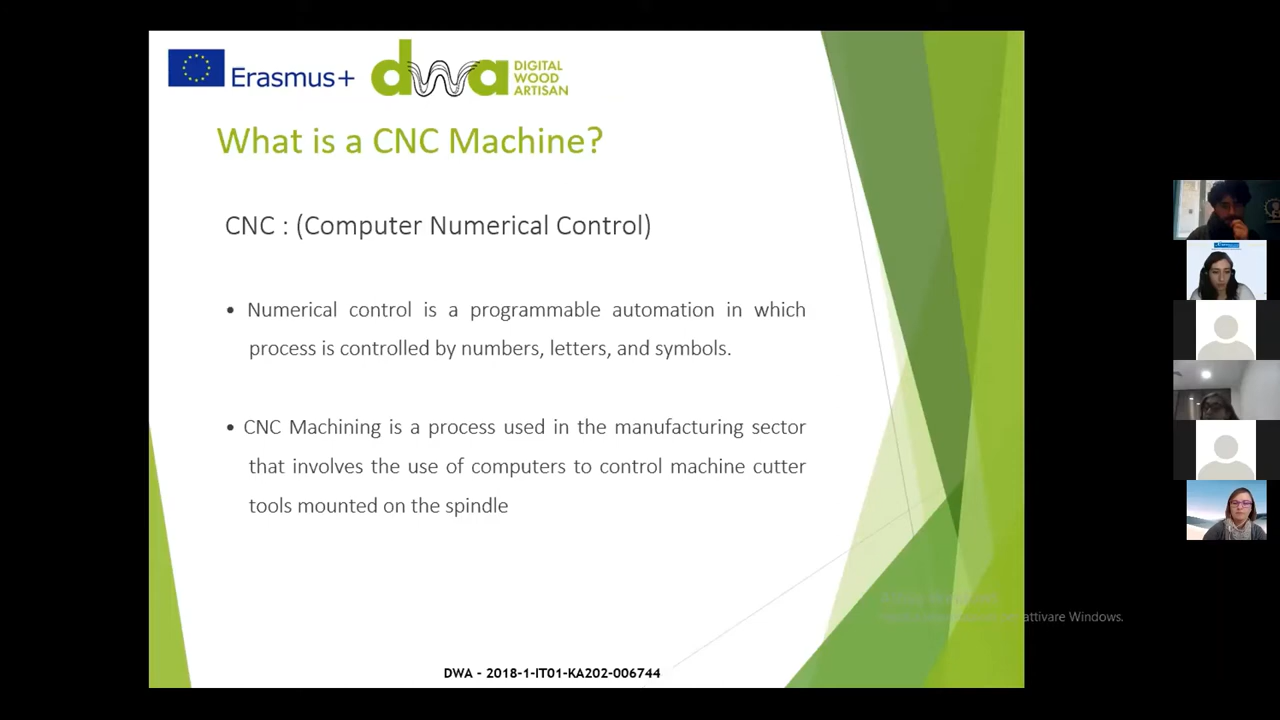 Erasmus+
dwa DIGITAL
WOOD
ARTISAN
What is a CNC Machine?
CNC : (Computer Numerical Control)
• Numerical control is a programmable automation in which
process is controlled by numbers, letters, and symbols.
• CNC Machining is a process used in the manufacturing sector
that involves the use of computers to control machine cutter
tools mounted on the spindle
attivare Windows.
DWA - 2018-1-IT01-KA202-006744